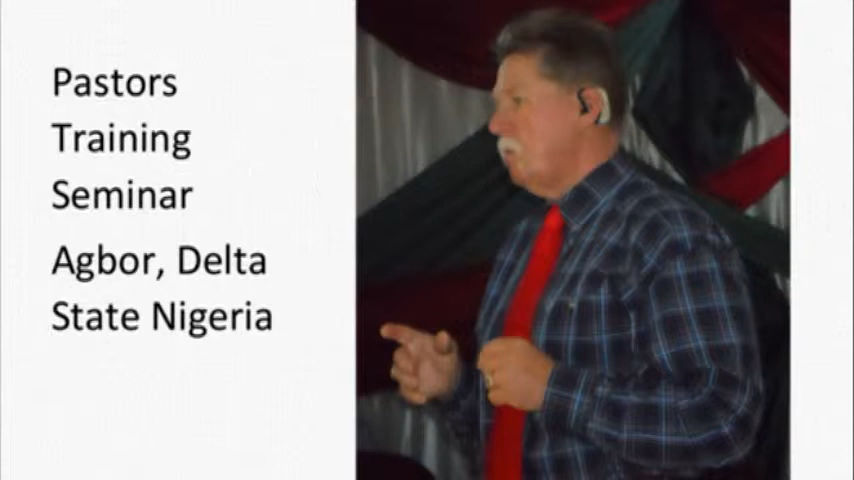 Pastors
Training
Seminar
Agbor, Delta
State Nigeria